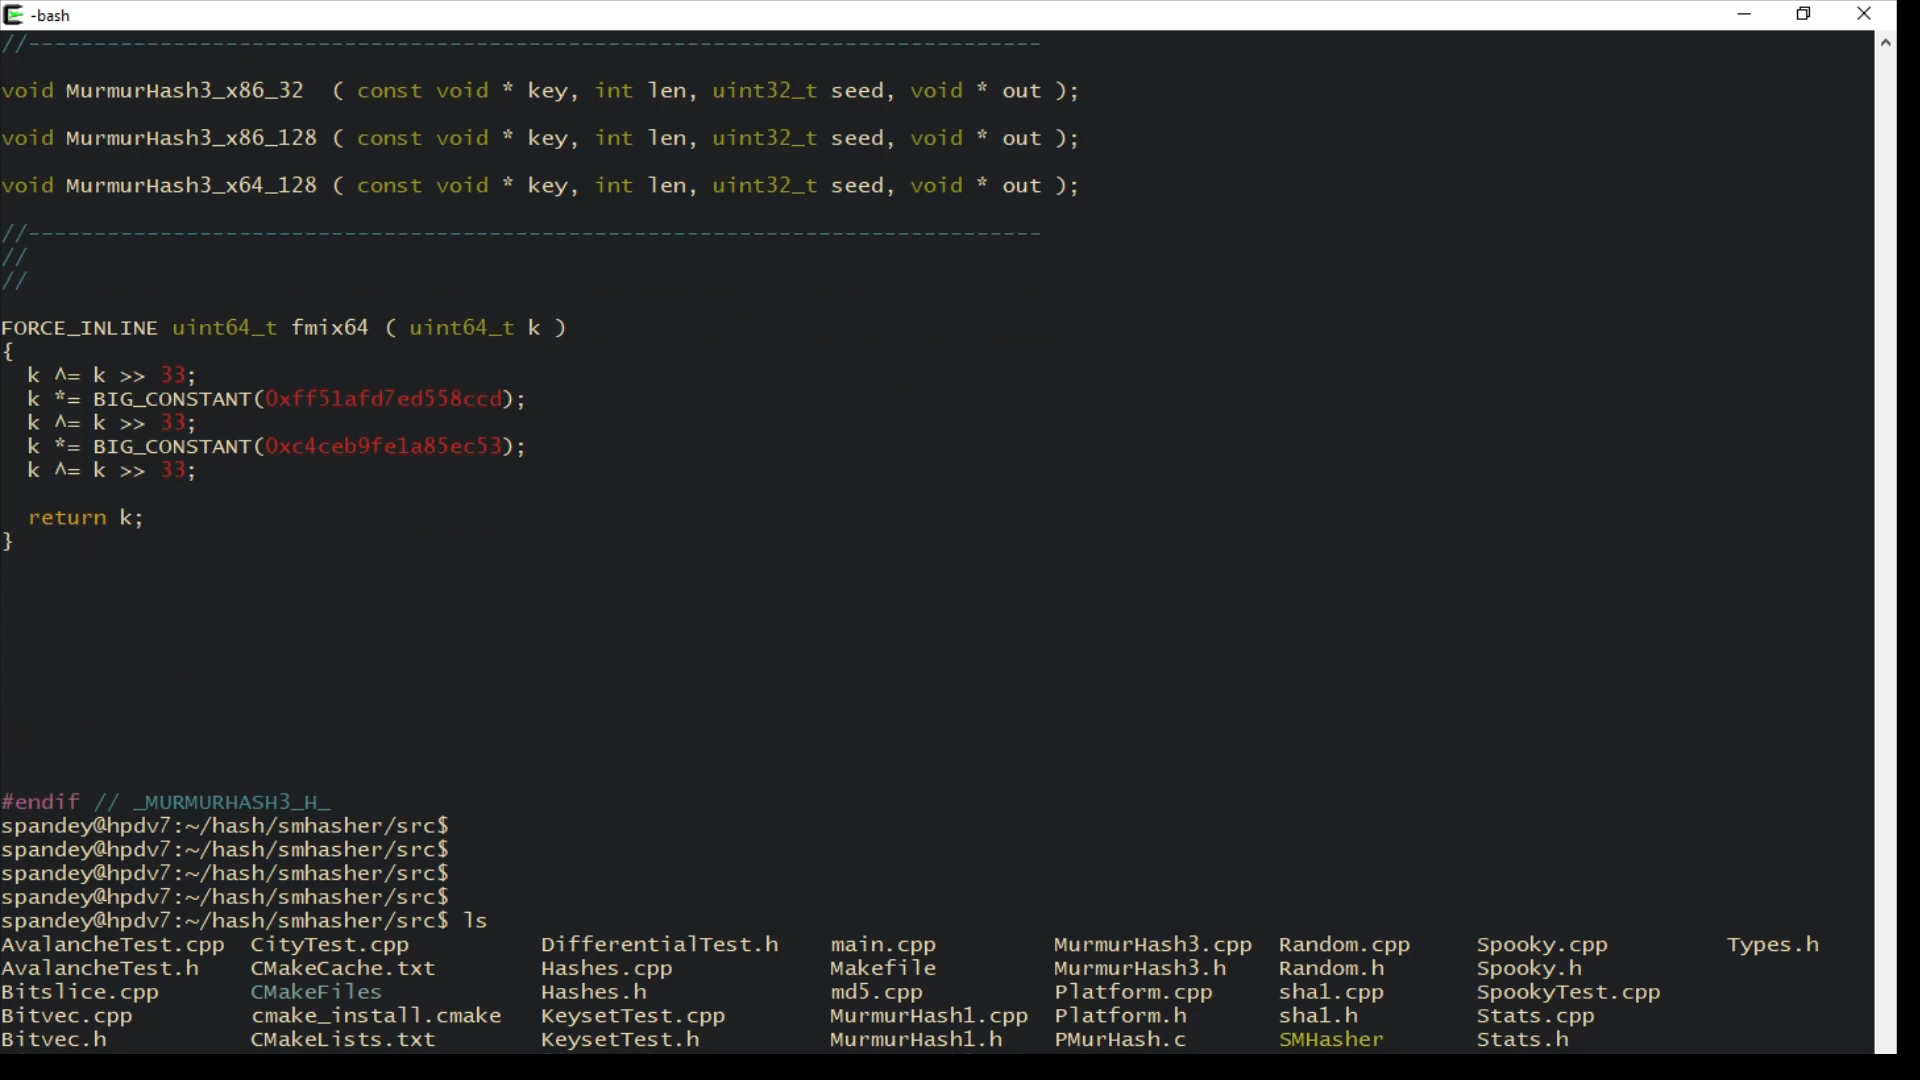 -bash
//-----------------------------------------------------------------------------
void MurmurHash3_x86_32  ( const void * key, int len, uint32_t seed, void * out );
void MurmurHash3_x86_128 ( const void * key, int len, uint32_t seed, void * out );
void MurmurHash3_x64_128 ( const void * key, int len, uint32_t seed, void * out );
//-----------------------------------------------------------------------------
//
//
FORCE_INLINE uint64_t fmix64 ( uint64_t k )
{
  k ^= k >> 33;
  k *= BIG_CONSTANT(0xff51afd7ed558ccd);
  k ^= k >> 33;
  k *= BIG_CONSTANT(0xc4ceb9fe1a85ec53);
  k ^= k >> 33;
  return k;
}
#endif // _MURMURHASH3_H_
spandey@hpdv7:~/hash/smhasher/src$
spandey@hpdv7:~/hash/smhasher/src$
spandey@hpdv7:~/hash/smhasher/src$
spandey@hpdv7:~/hash/smhasher/src$
spandey@hpdv7:~/hash/smhasher/src$ ls
AvalancheTest.cpp  CityTest.cpp  DifferentialTest.h  main.cpp  MurmurHash3.cpp  Random.cpp  Spooky.cpp  Types.h
AvalancheTest.h  CMakeCache.txt  Hashes.cpp  Makefile  MurmurHash3.h  Random.h  Spooky.h
Bitslice.cpp  CMakeFiles  Hashes.h  md5.cpp  Platform.cpp  sha1.cpp  SpookyTest.cpp
Bitvec.cpp  cmake_install.cmake  KeysetTest.cpp  MurmurHash1.cpp  Platform.h  sha1.h  Stats.cpp
Bitvec.h  CMakeLists.txt  KeysetTest.h  MurmurHash1.h  PMurHash.c  SMHasher  Stats.h